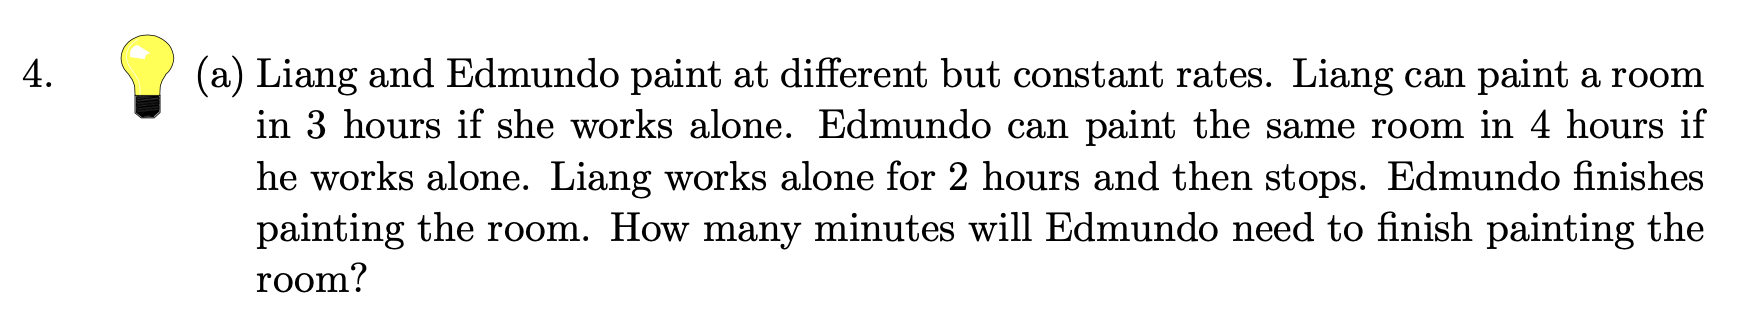 4. (a) Liang and Edmundo paint at different but constant rates. Liang can paint a room
in 3 hours if she works alone. Edmundo can paint the same room in 4 hours if
he works alone. Liang works alone for 2 hours and then stops. Edmundo finishes
painting the room. How many minutes will Edmundo need to finish painting the
room?